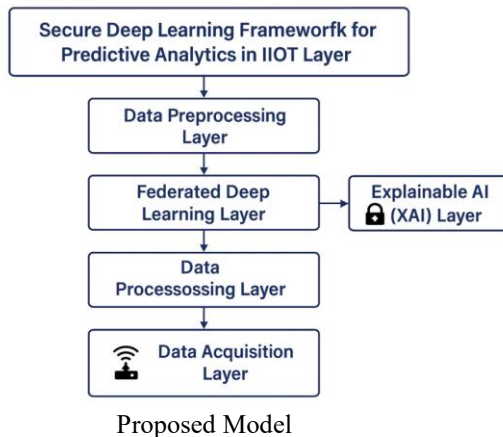 Secure Deep Learning Frameworfk for
Predictive Analytics in IIOT Layer
Data Preprocessing
Layer
Federated Deep
Learning Layer
Explainable AI
(XAI) Layer
Data
Processossing Layer
Data Acquisition
Layer
Proposed Model